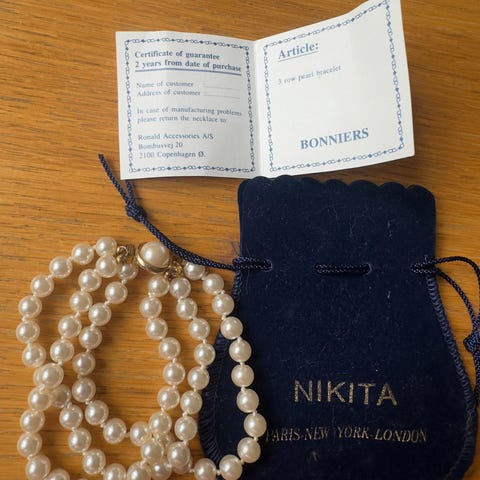 Certificate of guarantee
2 years from date of purchase
Name of customer
Address of customer
In case of manufacturing problems
please return the necklace to:
Ronald Accessories A/S
Bombusvej 20
2100 Copenhagen Ø.
Article:
3 row pearl bracelet
BONNIERS
NIKITA
PARIS-NEW YORK-LONDON